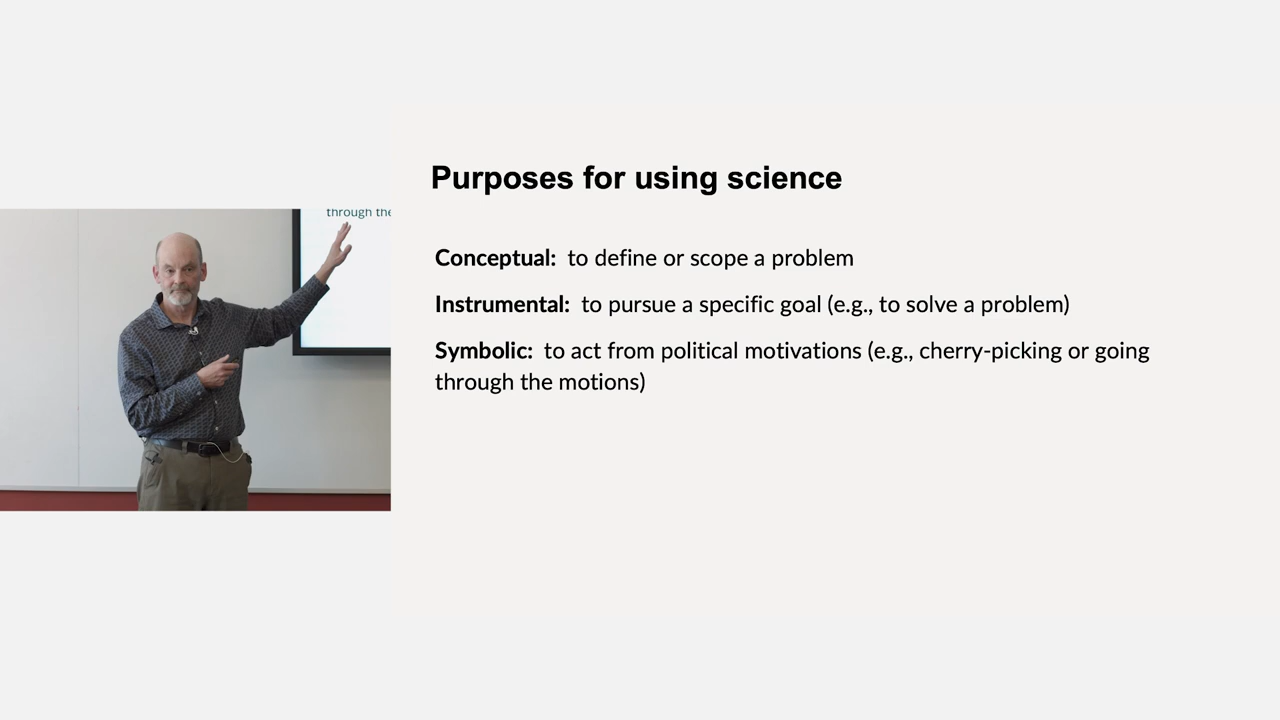 Purposes for using science
through the
Conceptual: to define or scope a problem
Instrumental: to pursue a specific goal (e.g., to solve a problem)
Symbolic: to act from political motivations (e.g., cherry-picking or going
through the motions)